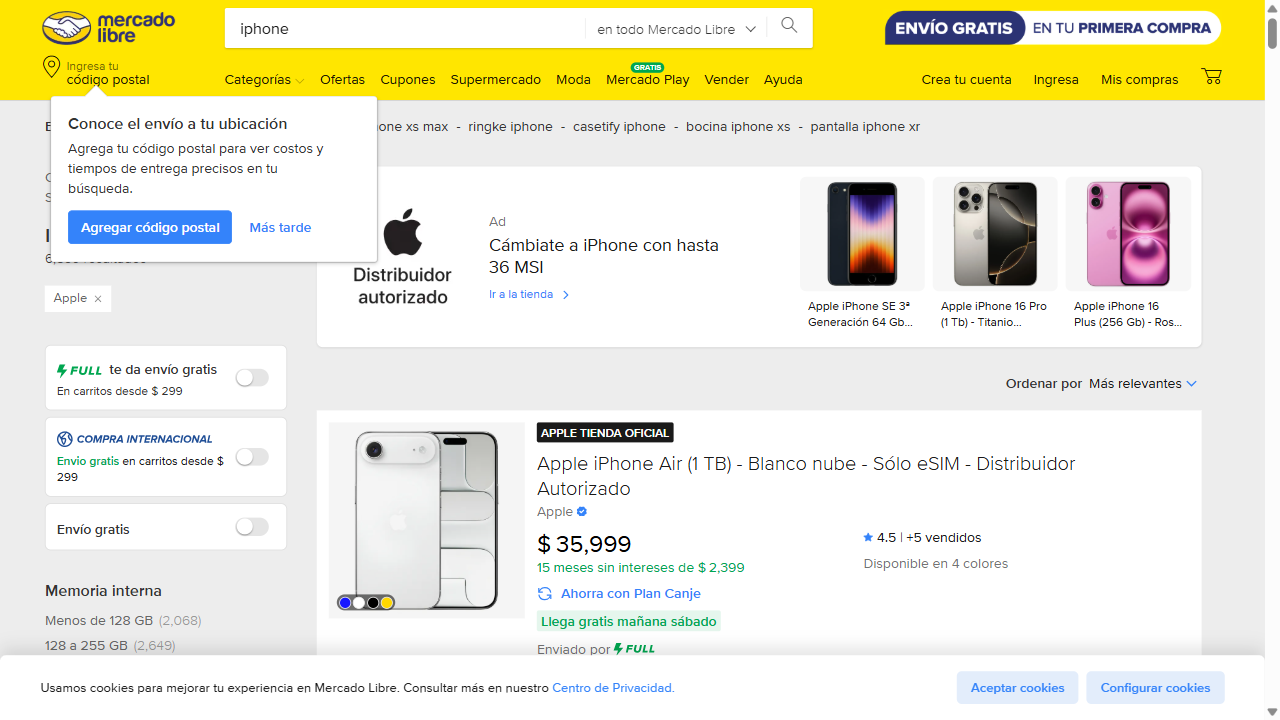 mercado
libre
iphone
en todo Mercado Libre
ENVÍO GRATIS EN TU PRIMERA COMPRA
Ingresa tu
código postal
Categorías
Ofertas
Cupones
Supermercado
Moda
GRATIS
Mercado Play
Vender
Ayuda
Crea tu cuenta
Ingresa
Mis compras
Conoce el envío a tu ubicación
Agrega tu código postal para ver costos y
tiempos de entrega precisos en tu
búsqueda.
Agregar código postal
Más tarde
one xs max - ringke iphone - casetify iphone - bocina iphone xs - pantalla iphone xr
Apple
Distribuidor
autorizado
Ad
Cámbiate a iPhone con hasta
36 MSI
Ir a la tienda
Apple iPhone SE 3ª
Generación 64 Gb...
Apple iPhone 16 Pro
(1 Tb) - Titanio...
Apple iPhone 16
Plus (256 Gb) - Ros...
FULL te da envío gratis
En carritos desde $ 299
COMPRA INTERNACIONAL
Envio gratis en carritos desde $
299
Envío gratis
Memoria interna
Menos de 128 GB (2,068)
128 a 255 GB (2,649)
Ordenar por Más relevantes
APPLE TIENDA OFICIAL
Apple iPhone Air (1 TB) - Blanco nube - Sólo eSIM - Distribuidor
Autorizado
Apple
$ 35,999
15 meses sin intereses de $ 2,399
Ahorra con Plan Canje
Llega gratis mañana sábado
Enviado por FULL
4.5 | +5 vendidos
Disponible en 4 colores
Usamos cookies para mejorar tu experiencia en Mercado Libre. Consultar más en nuestro Centro de Privacidad.
Aceptar cookies
Configurar cookies